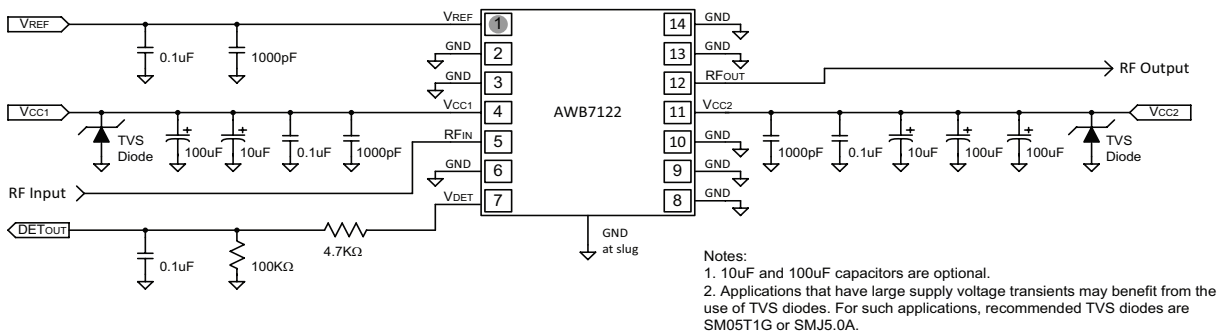 VREF
VREF
1
14
GND
0.1uF
1000pF
GND
2
13
GND
GND
3
12
RFOUT
RF Output
VCC1
VCC1
4
AWB7122
11
VCC2
VCC2
TVS
Diode
100uF
10uF
0.1uF
1000pF
RFIN
5
10
GND
1000pF
0.1uF
10uF
100uF
100uF
TVS
Diode
RF Input
GND
6
9
GND
VDET
7
8
GND
DETOUT
4.7KΩ
0.1uF
100KΩ
GND
at slug
Notes:
1. 10uF and 100uF capacitors are optional.
2. Applications that have large supply voltage transients may benefit from the
use of TVS diodes. For such applications, recommended TVS diodes are
SM05T1G or SMJ5.0A.